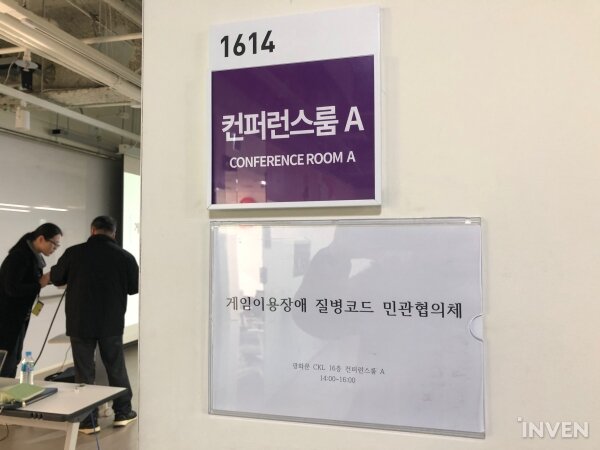 1614
컨퍼런스룸 A
CONFERENCE ROOM A
게임이용장애 질병코드 민관협의체
광화문 CKL 16층 컨퍼런스룸 A
14:00~16:00
INVEN